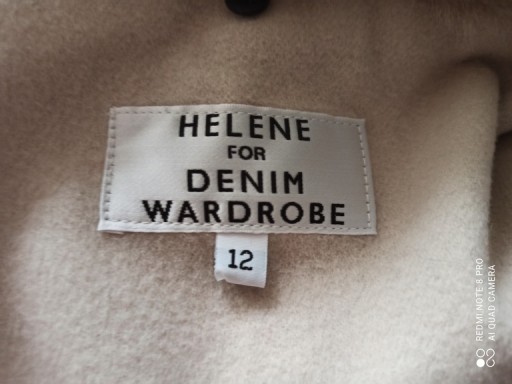 HELENE
FOR
DENIM
WARDROBE
12
REDMI NOTE 8 PRO
AI QUAD CAMERA